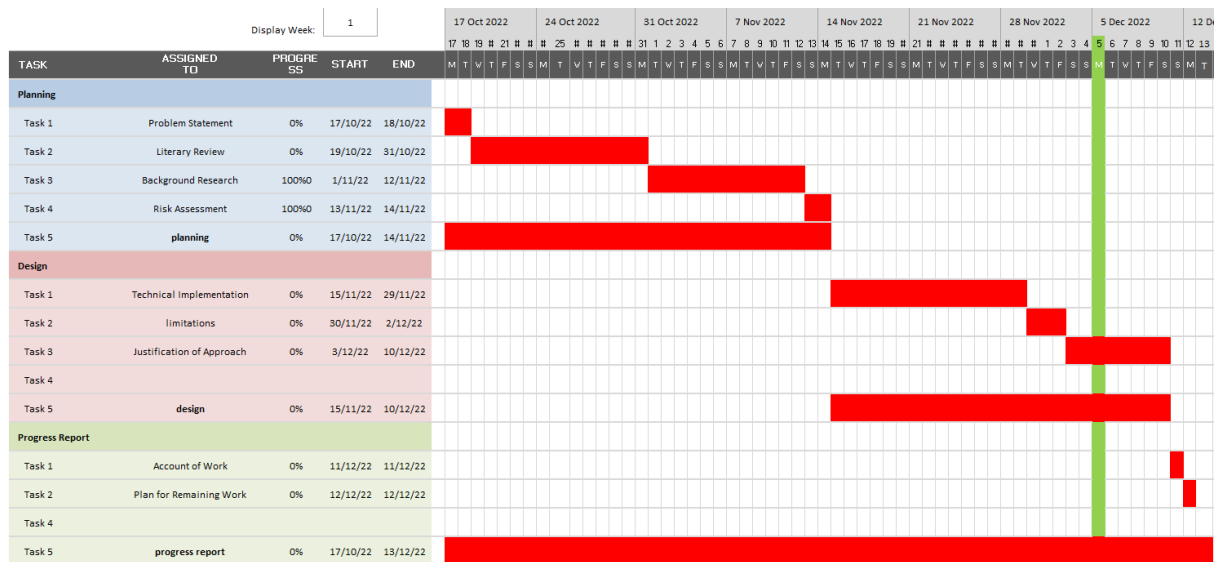 Display Week: 1 17 Oct 2022 24 Oct 2022 31 Oct 2022 7 Nov 2022 14 Nov 2022 21 Nov 2022 28 Nov 2022 5 Dec 2022 12 D
17 18 19 # 21 # # # 25 # # # # # 31 1 2 3 4 5 6 7 8 9 10 11 12 13 14 15 16 17 18 19 # 21 # # # # # # # # # 1 2 3 4 5 6 7 8 9 10 11 12 13
TASK ASSIGNED TO PROGRE SS START END M T W T F S S M T W T F S S M T W T F S S M T W T F S S M T W T F S S M T W T F S S M T W T F S S M T W T F S S M T
Planning
Task 1 Problem Statement 0% 17/10/22 18/10/22
Task 2 Literary Review 0% 19/10/22 31/10/22
Task 3 Background Research 100%0 1/11/22 12/11/22
Task 4 Risk Assessment 100%0 13/11/22 14/11/22
Task 5 planning 0% 17/10/22 14/11/22
Design
Task 1 Technical Implementation 0% 15/11/22 29/11/22
Task 2 limitations 0% 30/11/22 2/12/22
Task 3 Justification of Approach 0% 3/12/22 10/12/22
Task 4
Task 5 design 0% 15/11/22 10/12/22
Progress Report
Task 1 Account of Work 0% 11/12/22 11/12/22
Task 2 Plan for Remaining Work 0% 12/12/22 12/12/22
Task 4
Task 5 progress report 0% 17/10/22 13/12/22